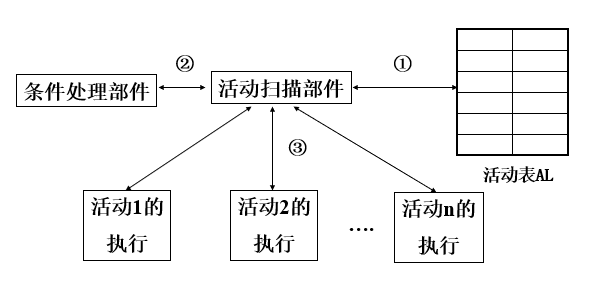 ② ①
条件处理部件 活动扫描部件
③
活动表AL
活动1的 活动2的 活动n的
执行 执行 .... 执行